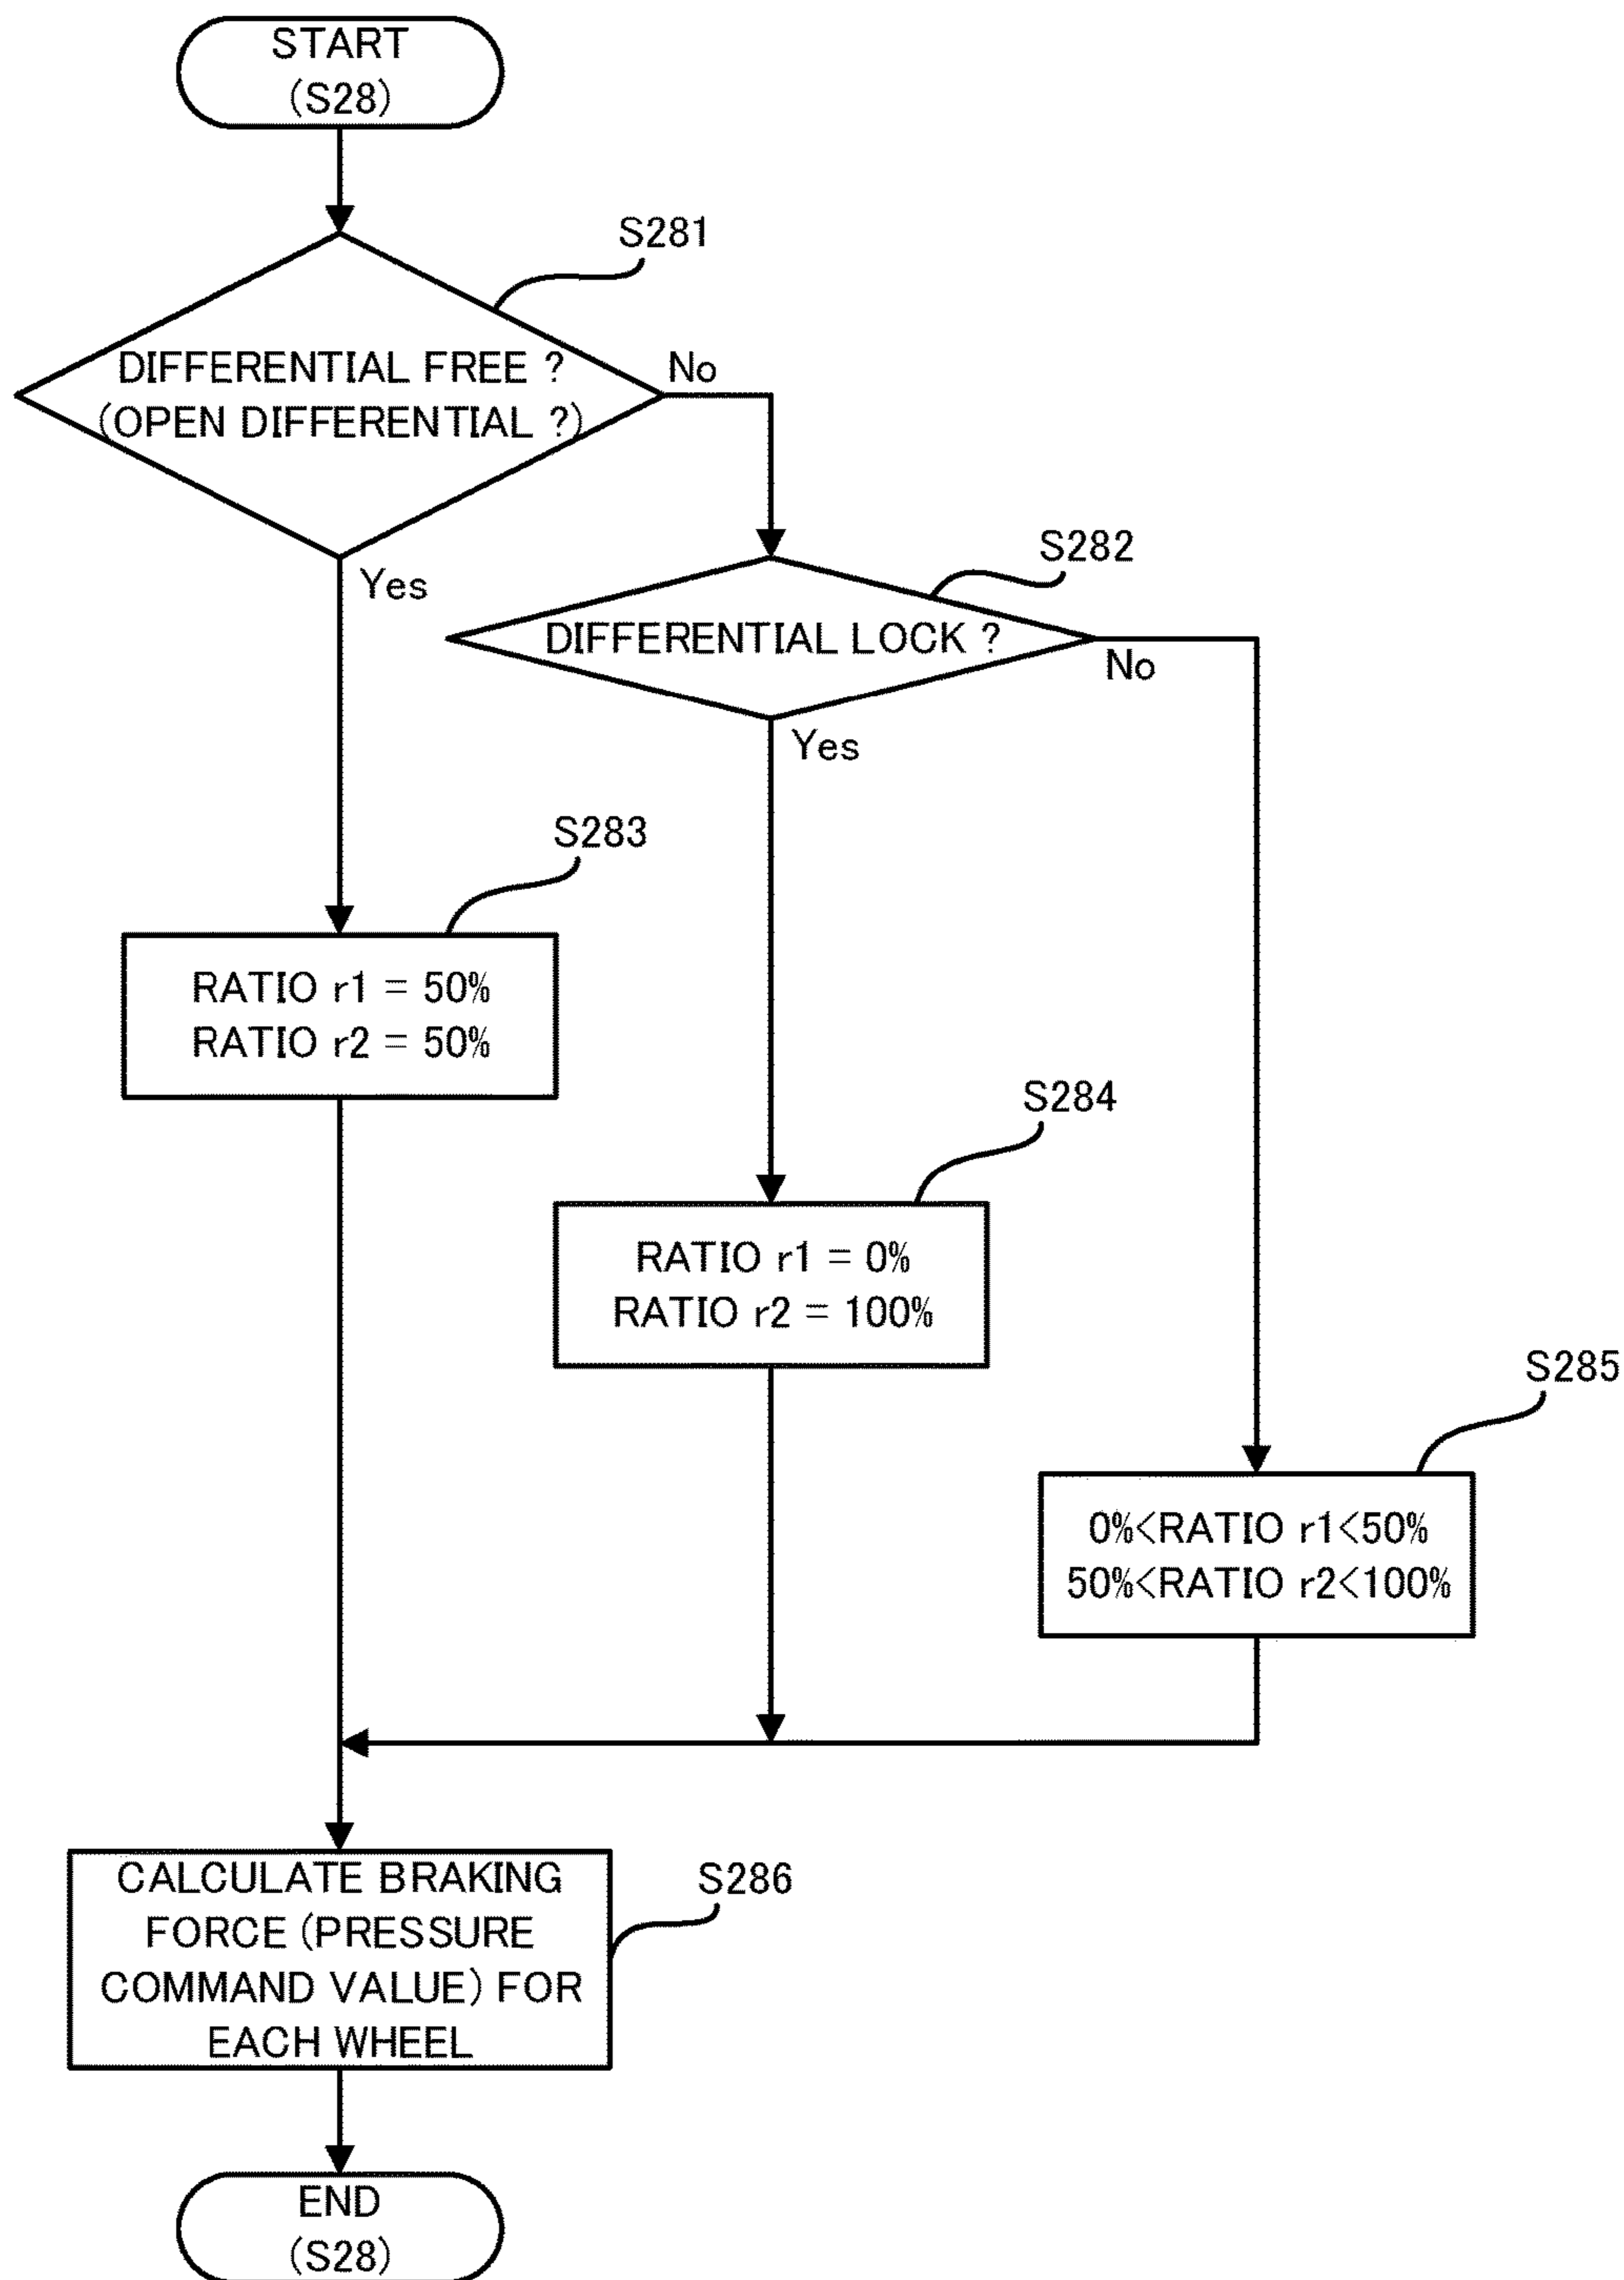 START
(S28)
S281
DIFFERENTIAL FREE ?
(OPEN DIFFERENTIAL ?)
No
Yes
S282
DIFFERENTIAL LOCK ?
No
Yes
S283
RATIO r1 = 50%
RATIO r2 = 50%
S284
RATIO r1 = 0%
RATIO r2 = 100%
S285
0%<RATIO r1<50%
50%<RATIO r2<100%
S286
CALCULATE BRAKING
FORCE (PRESSURE
COMMAND VALUE) FOR
EACH WHEEL
END
(S28)